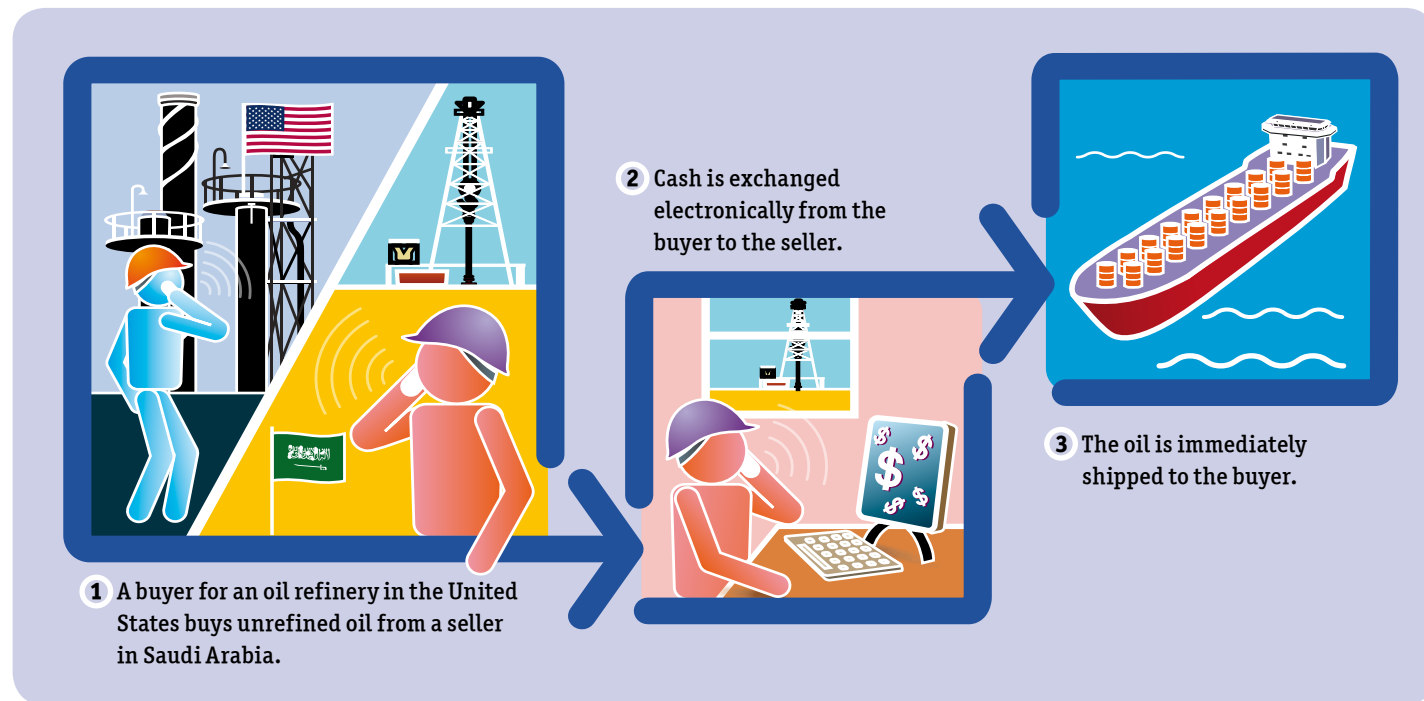 1 A buyer for an oil refinery in the United
States buys unrefined oil from a seller
in Saudi Arabia.
2 Cash is exchanged
electronically from the
buyer to the seller.
3 The oil is immediately
shipped to the buyer.
$
$
$
$
$